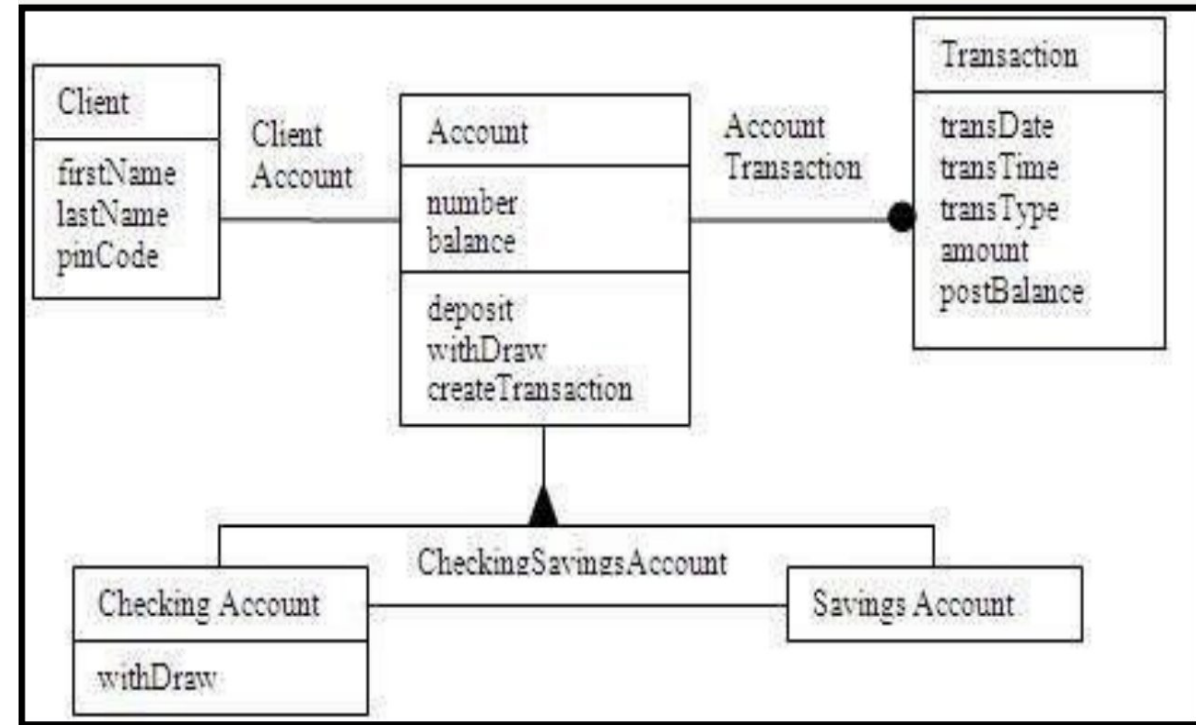 Client
firstName
lastName
pinCode
Client
Account
Account
number
balance
deposit
withDraw
createTransaction
Account
Transaction
Transaction
transDate
transTime
transType
amount
postBalance
CheckingSavingsAccount
Checking Account
withDraw
Savings Account